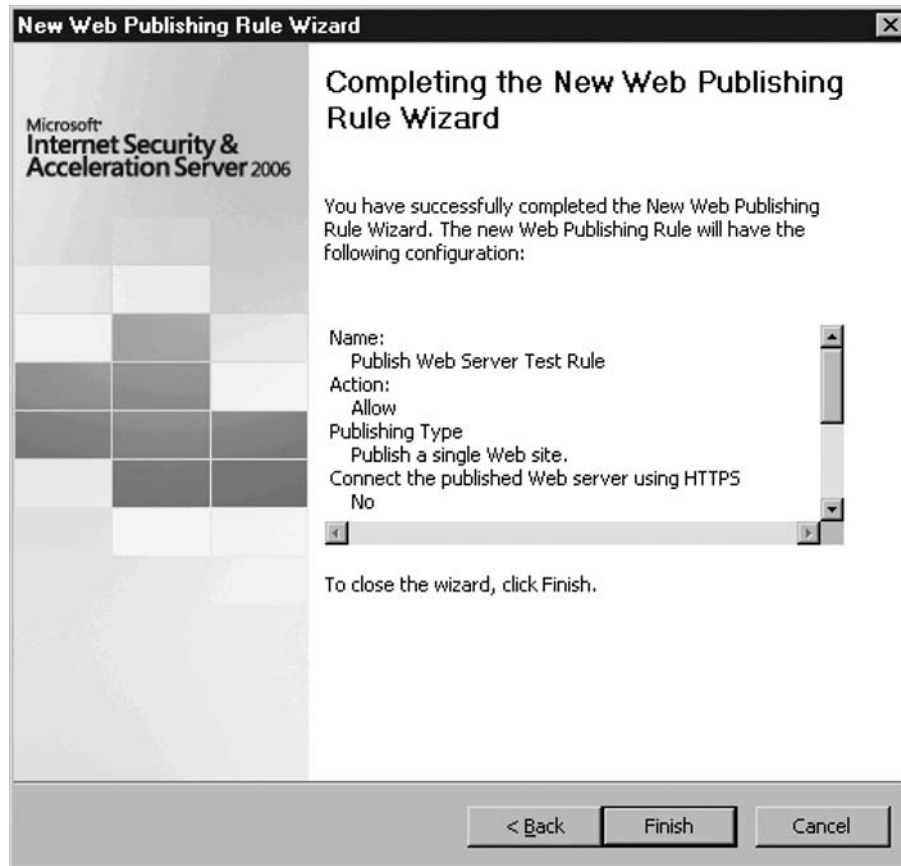 New Web Publishing Rule Wizard
Microsoft
Internet Security &
Acceleration Server 2006
Completing the New Web Publishing
Rule Wizard
You have successfully completed the New Web Publishing
Rule Wizard. The new Web Publishing Rule will have the
following configuration:
Name:
Publish Web Server Test Rule
Action:
Allow
Publishing Type
Publish a single Web site.
Connect the published Web server using HTTPS
No
To close the wizard, click Finish.
< Back
Finish
Cancel